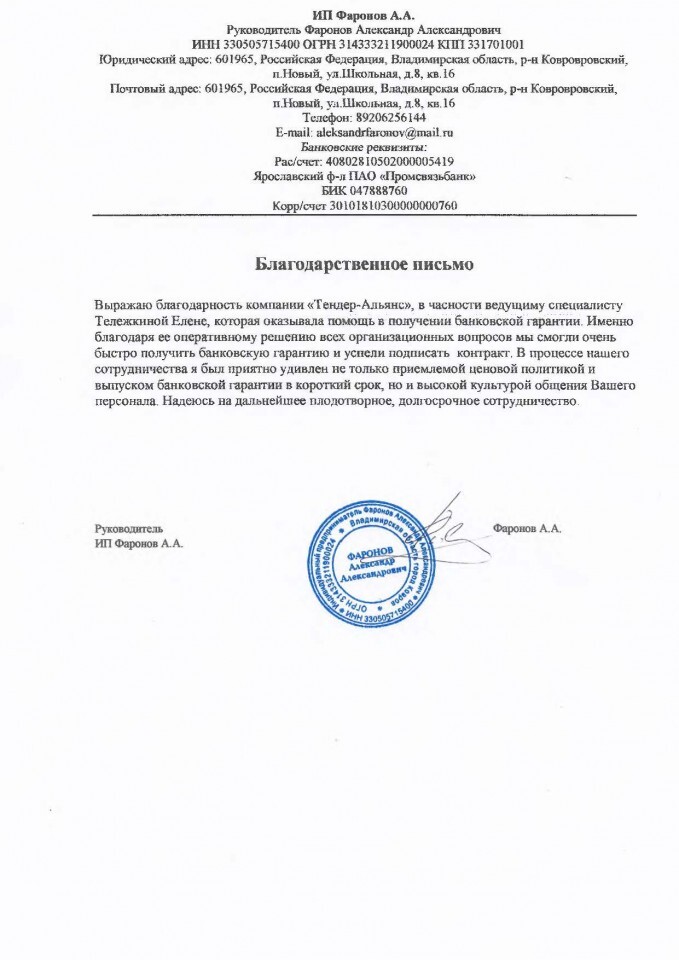 ИП Фаронов А.А.
Руководитель Фаронов Александр Александрович
ИНН 330505715400 ОГРН 314333211900024 КПП 331701001
Юридический адрес: 601965, Российская Федерация, Владимирская область, р-н Ковровровский,
п.Новый, ул.Школьная, д.8, кв.16
Почтовый адрес: 601965, Российская Федерация, Владимирская область, р-н Ковровровский,
п.Новый, ул.Школьная, д.8, кв.16
Телефон: 89206256144
E-mail: aleksandrfaronov@mail.ru
Банковские реквизиты:
Рас/счет: 40802810502000005419
Ярославский ф-л ПАО «Промсвязьбанк»
БИК 047888760
Корр/счет 30101810300000000760
Благодарственное письмо
Выражаю благодарность компании «Тендер-Альянс», в часности ведущему специалисту
Тележкиной Елене, которая оказывала помощь в получении банковской гарантии. Именно
благодаря ее оперативному решению всех организационных вопросов мы смогли очень
быстро получить банковскую гарантию и успели подписать контракт. В процессе нашего
сотрудничества я был приятно удивлен не только приемлемой ценовой политикой и
выпуском банковской гарантии в короткий срок, но и высокой культурой общения Вашего
персонала. Надеюсь на дальнейшее плодотворное, долгосрочное сотрудничество.
Руководитель
ИП Фаронов А.А.
Фаронов А.А.
Индивидуальный предприниматель Фаронов Александр Александрович
Владимирская область город Ковров
ОГРН 314333211900024
ИНН 330505715400
ФАРОНОВ
Александр
Александрович